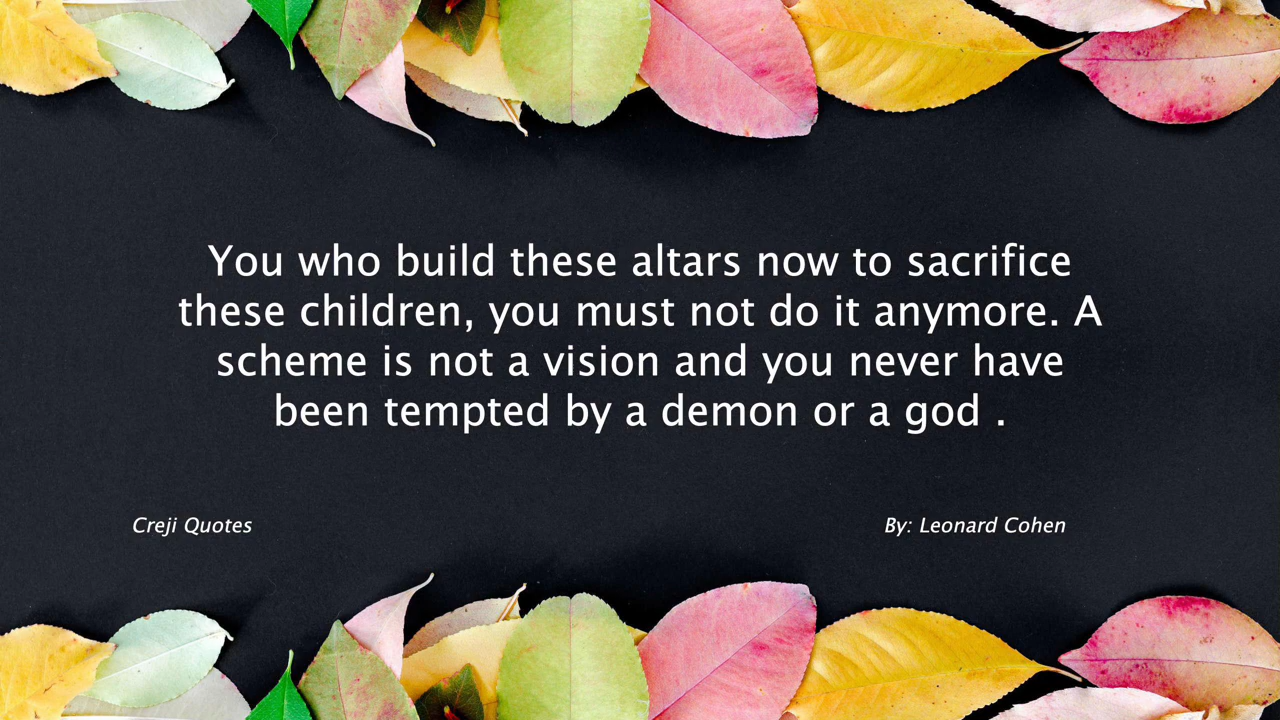 You who build these altars now to sacrifice
these children, you must not do it anymore. A
scheme is not a vision and you never have
been tempted by a demon or a god .
Creji Quotes
By: Leonard Cohen